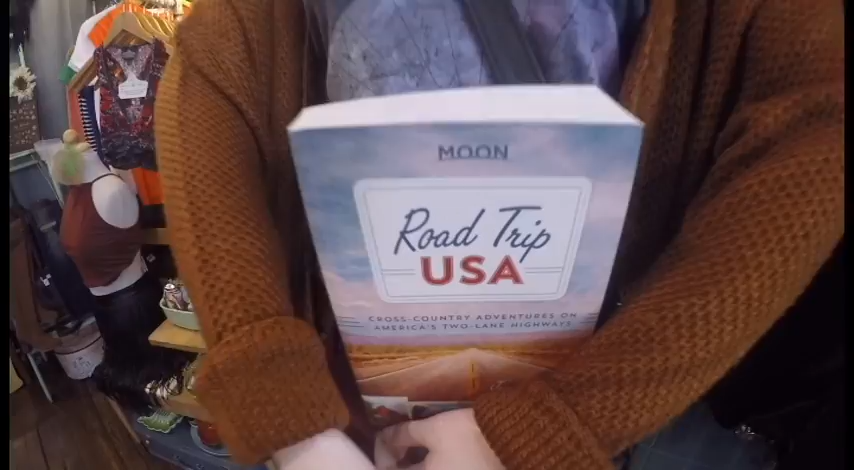 MOON
Road Trip
USA
CROSS-COUNTRY ADVENTURES ON
AMERICA'S TWO-LANE HIGHWAYS